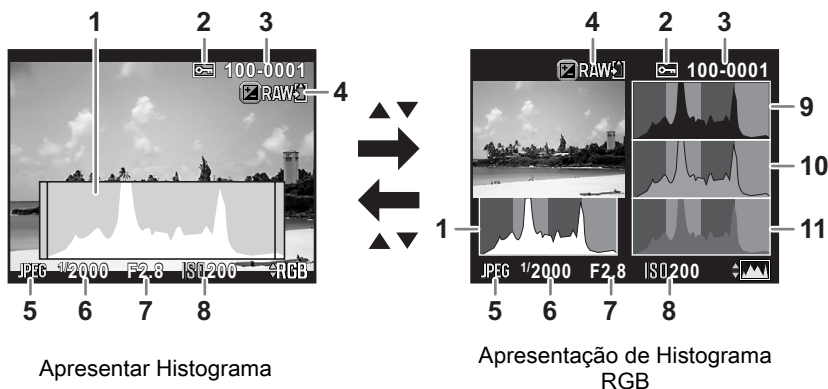 1 2 3
100-0001
RAW 4
JPEG 1/2000 F2.8 ISO200 RGB
5 6 7 8
Apresentar Histograma
4 2 3
RAW 100-0001
9
10
1 11
JPEG 1/2000 F2.8 ISO200
5 6 7 8
Apresentação de Histograma
RGB